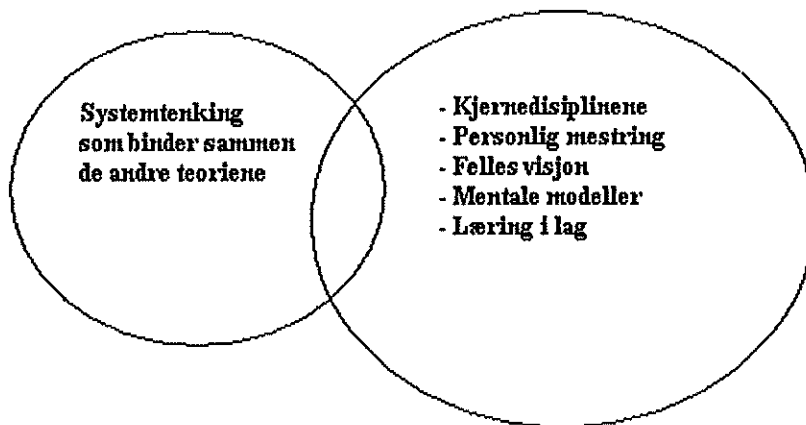 Systemtenking
som binder sammen
de andre teoriene
- Kjernedisiplinene
- Personlig mestring
- Felles visjon
- Mentale modeller
- Læring i lag